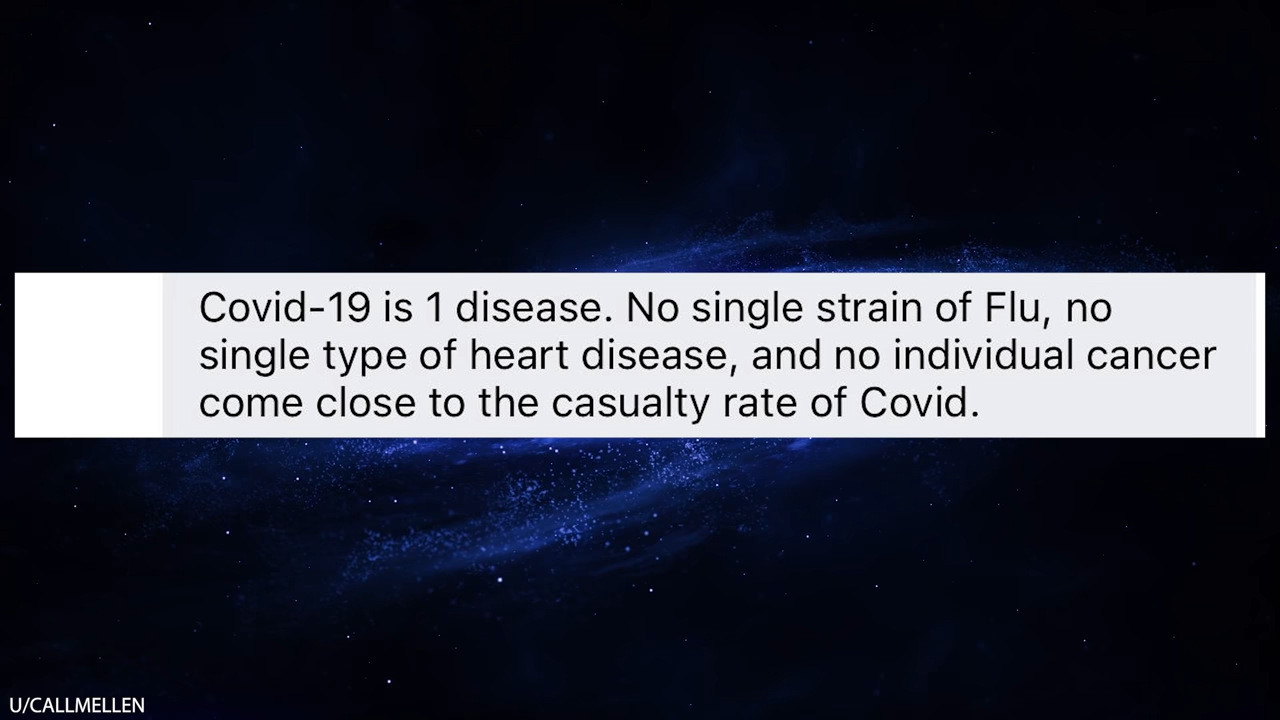 Covid-19 is 1 disease. No single strain of Flu, no
single type of heart disease, and no individual cancer
come close to the casualty rate of Covid.
U/CALLMELLEN